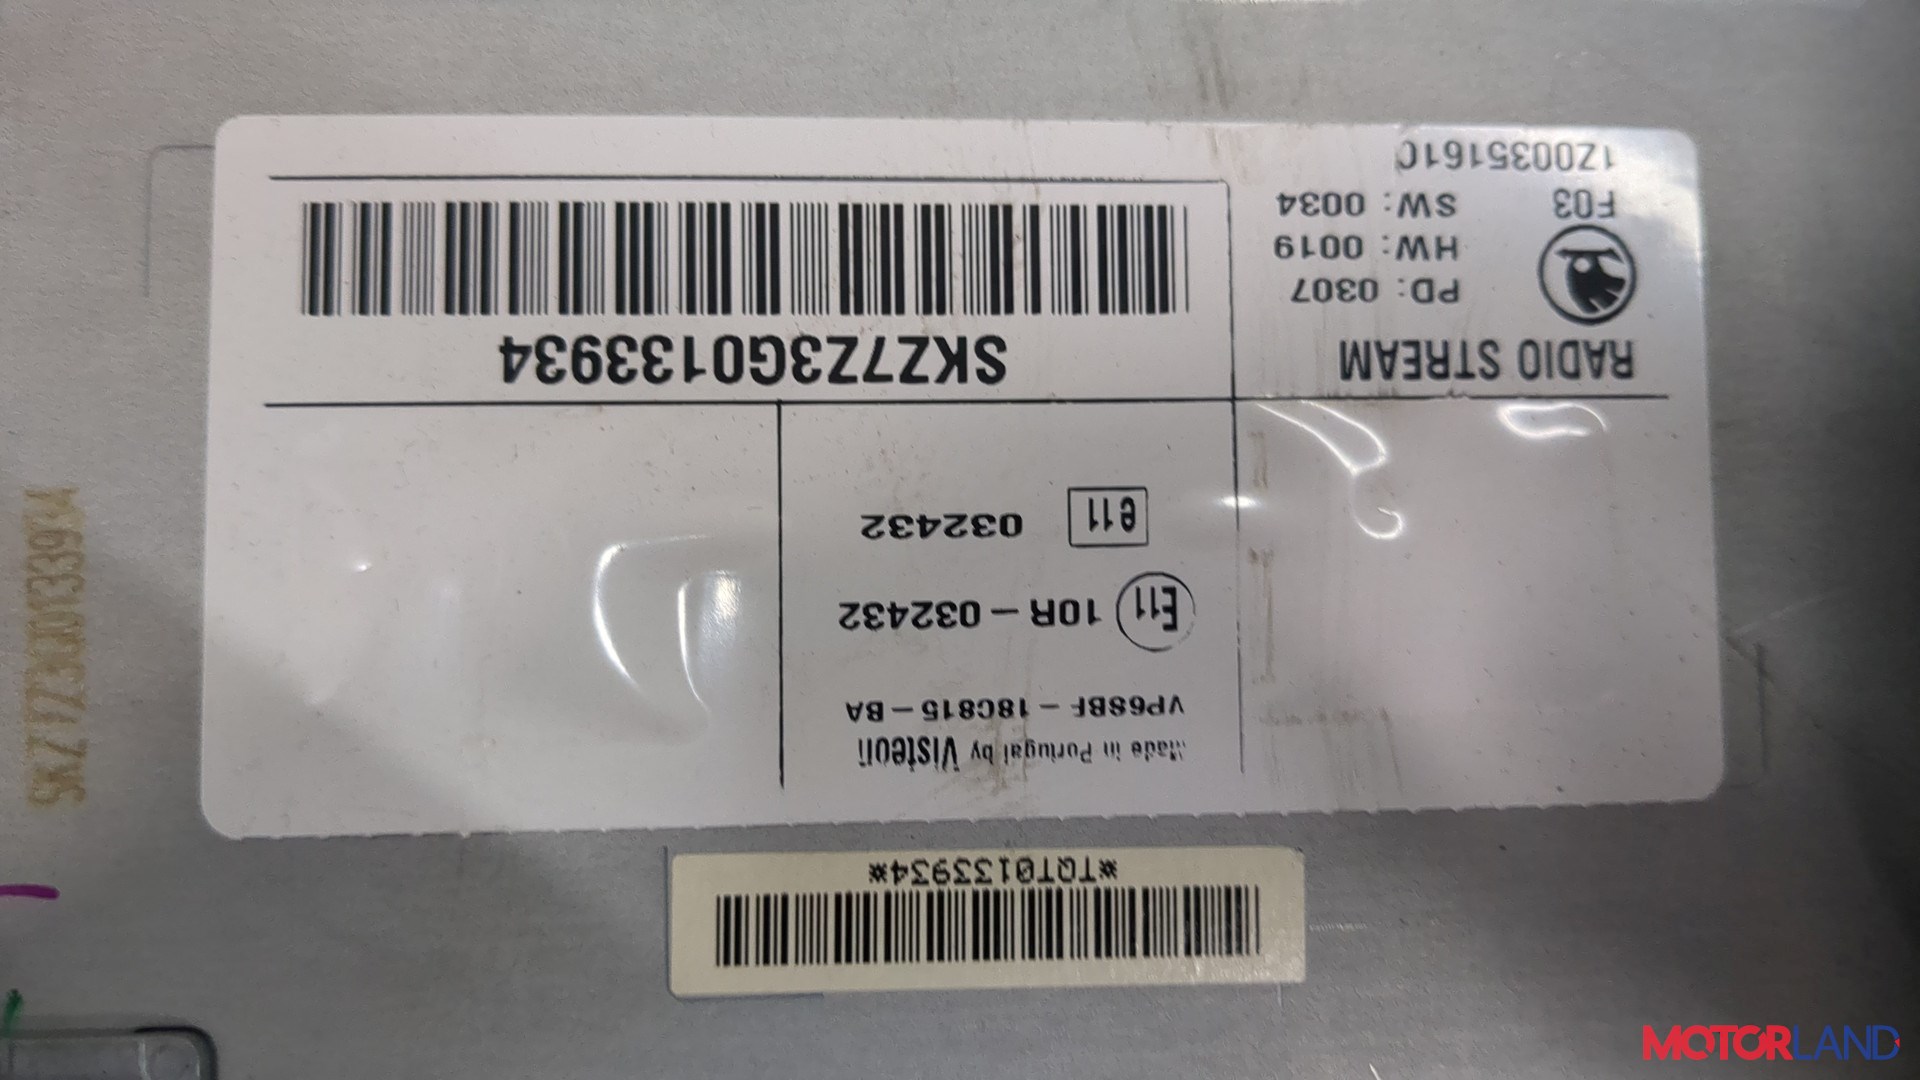 *TQT0133934*
Made in Portugal by Visteon
VP6SBF-18C815-BA
E11 10R-032432
e11 032432
RADIO STREAM
PD: 0307
HW: 0019
F03 SW: 0034
1Z0035161C
SKZ7Z3G0133934
SKZ7Z3G0133934
MOTORLAND